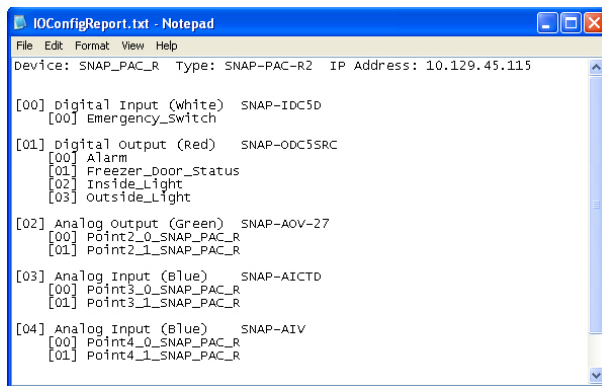 IOConfigReport.txt - Notepad
File Edit Format View Help
Device: SNAP_PAC_R Type: SNAP-PAC-R2 IP Address: 10.129.45.115
[00] Digital Input (White) SNAP-IDC5D
[00] Emergency_Switch
[01] Digital Output (Red) SNAP-ODC5SRC
[00] Alarm
[01] Freezer_Door_Status
[02] Inside_Light
[03] Outside_Light
[02] Analog Output (Green) SNAP-AOV-27
[00] Point2_0_SNAP_PAC_R
[01] Point2_1_SNAP_PAC_R
[03] Analog Input (Blue) SNAP-AICTD
[00] Point3_0_SNAP_PAC_R
[01] Point3_1_SNAP_PAC_R
[04] Analog Input (Blue) SNAP-AIV
[00] Point4_0_SNAP_PAC_R
[01] Point4_1_SNAP_PAC_R